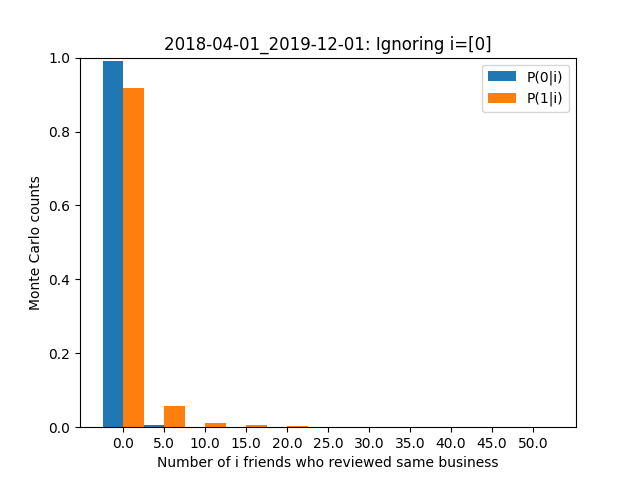 2018-04-01_2019-12-01: Ignoring i=[0]
P(0|i)
P(1|i)
Monte Carlo counts
1.0
0.8
0.6
0.4
0.2
0.0
0.0 5.0 10.0 15.0 20.0 25.0 30.0 35.0 40.0 45.0 50.0
Number of i friends who reviewed same business